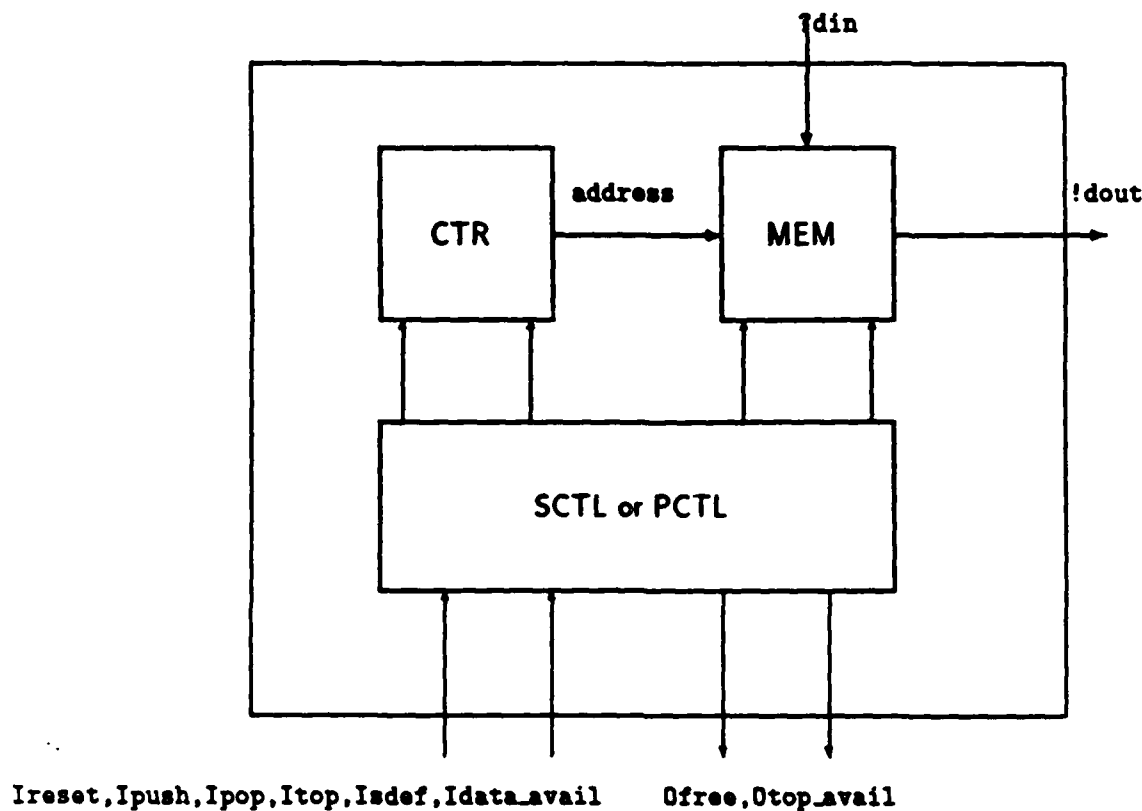 ?din
address
!dout
CTR
MEM
SCTL or PCTL
Ireset,Ipush,Ipop,Itop,Isdef,Idata_avail Ofree,Otop_avail